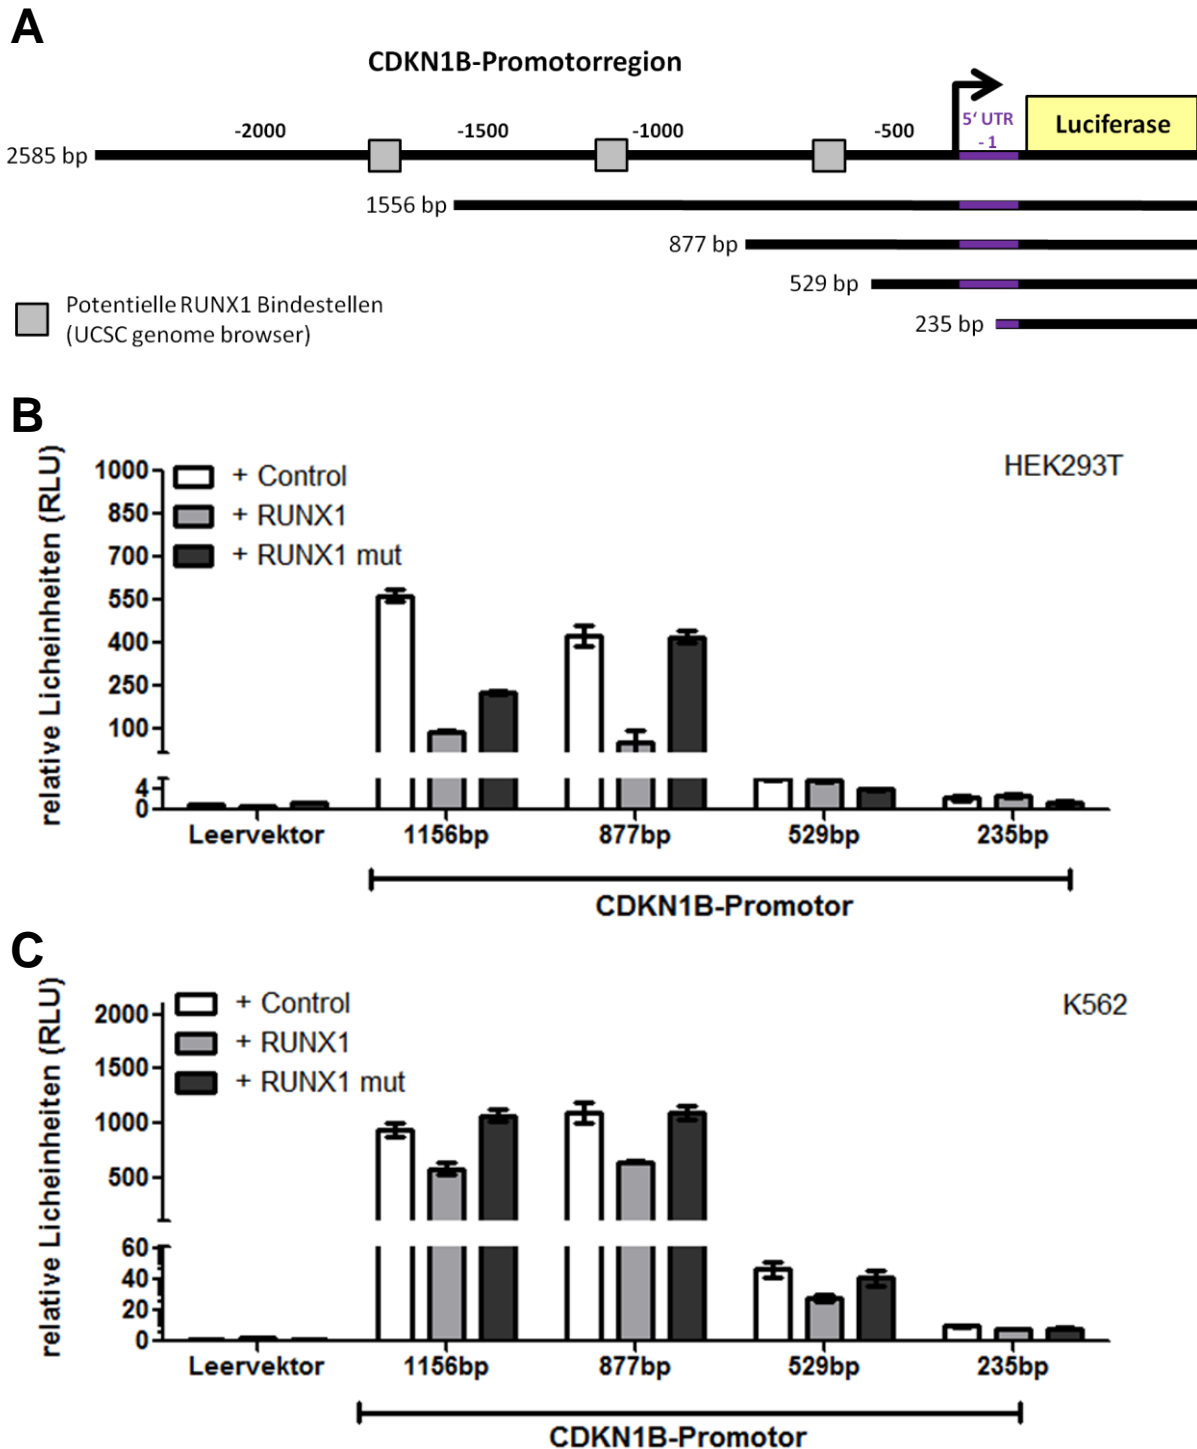 A
CDKN1B-Promotorregion
-2000
-1500
-1000
-500
5‘ UTR
- 1
Luciferase
2585 bp
1556 bp
877 bp
529 bp
235 bp
Potentielle RUNX1 Bindestellen
(UCSC genome browser)
B
HEK293T
relative Licheinheiten (RLU)
1000
850
700
550
400
250
100
4
0
+ Control
+ RUNX1
+ RUNX1 mut
Leervektor
1156bp
877bp
529bp
235bp
CDKN1B-Promotor
C
K562
relative Licheinheiten (RLU)
2000
1500
1000
500
60
40
20
0
+ Control
+ RUNX1
+ RUNX1 mut
Leervektor
1156bp
877bp
529bp
235bp
CDKN1B-Promotor